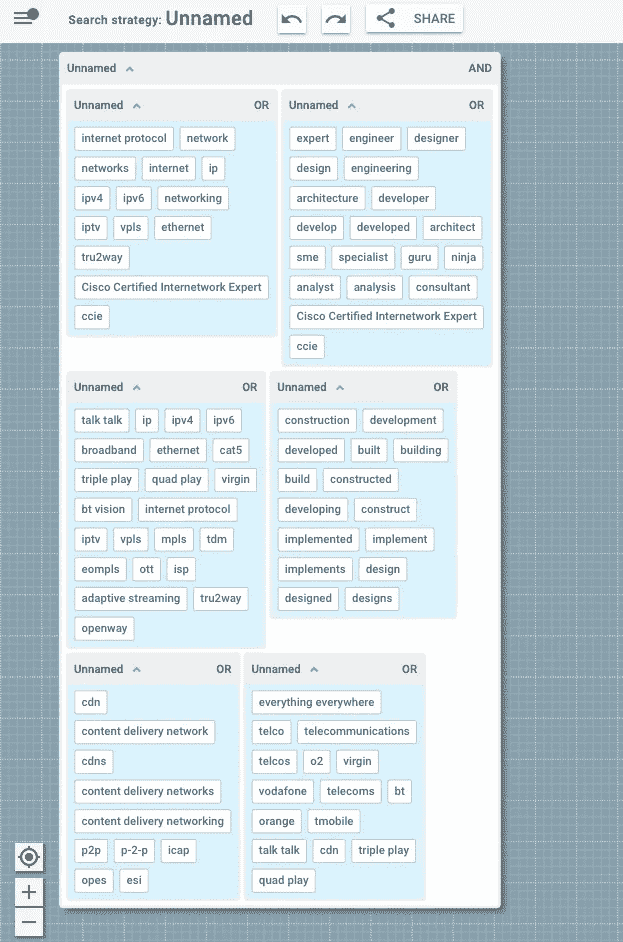 Search strategy: Unnamed SHARE
Unnamed AND
Unnamed OR
internet protocol network
networks internet ip
ipv4 ipv6 networking
iptv vpls ethernet
tru2way
Cisco Certified Internetwork Expert
ccie
Unnamed OR
expert engineer designer
design engineering
architecture developer
develop developed architect
sme specialist guru ninja
analyst analysis consultant
Cisco Certified Internetwork Expert
ccie
Unnamed OR
talk talk ip ipv4 ipv6
broadband ethernet cat5
triple play quad play virgin
bt vision internet protocol
iptv vpls mpls tdm
eompls ott isp
adaptive streaming tru2way
openway
Unnamed OR
construction development
developed built building
build constructed
developing construct
implemented implement
implements design
designed designs
Unnamed OR
cdn
content delivery network
cdns
content delivery networks
content delivery networking
p2p p-2-p icap
opes esi
Unnamed OR
everything everywhere
telco telecommunications
telcos o2 virgin
vodafone telecoms bt
orange tmobile
talk talk cdn triple play
quad play